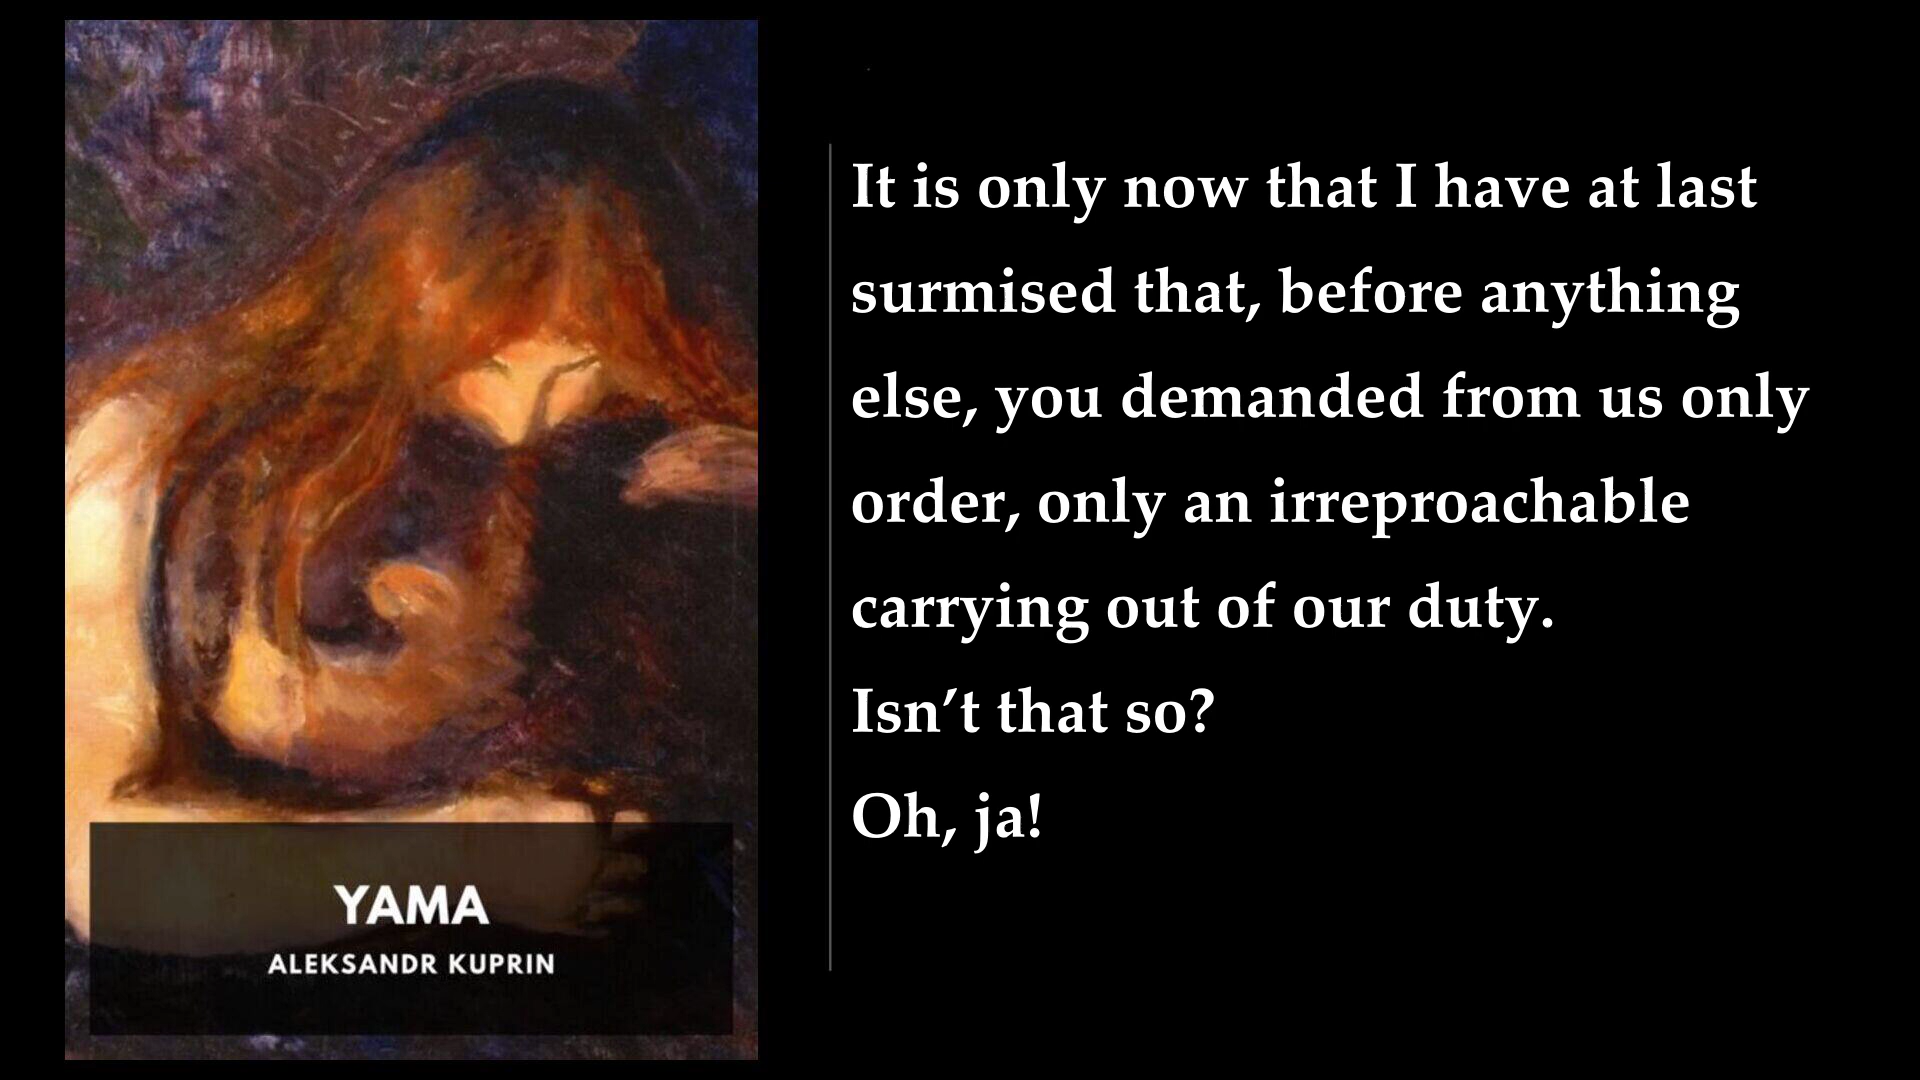 YAMA
ALEKSANDR KUPRIN
It is only now that I have at last
surmised that, before anything
else, you demanded from us only
order, only an irreproachable
carrying out of our duty.
Isn’t that so?
Oh, ja!